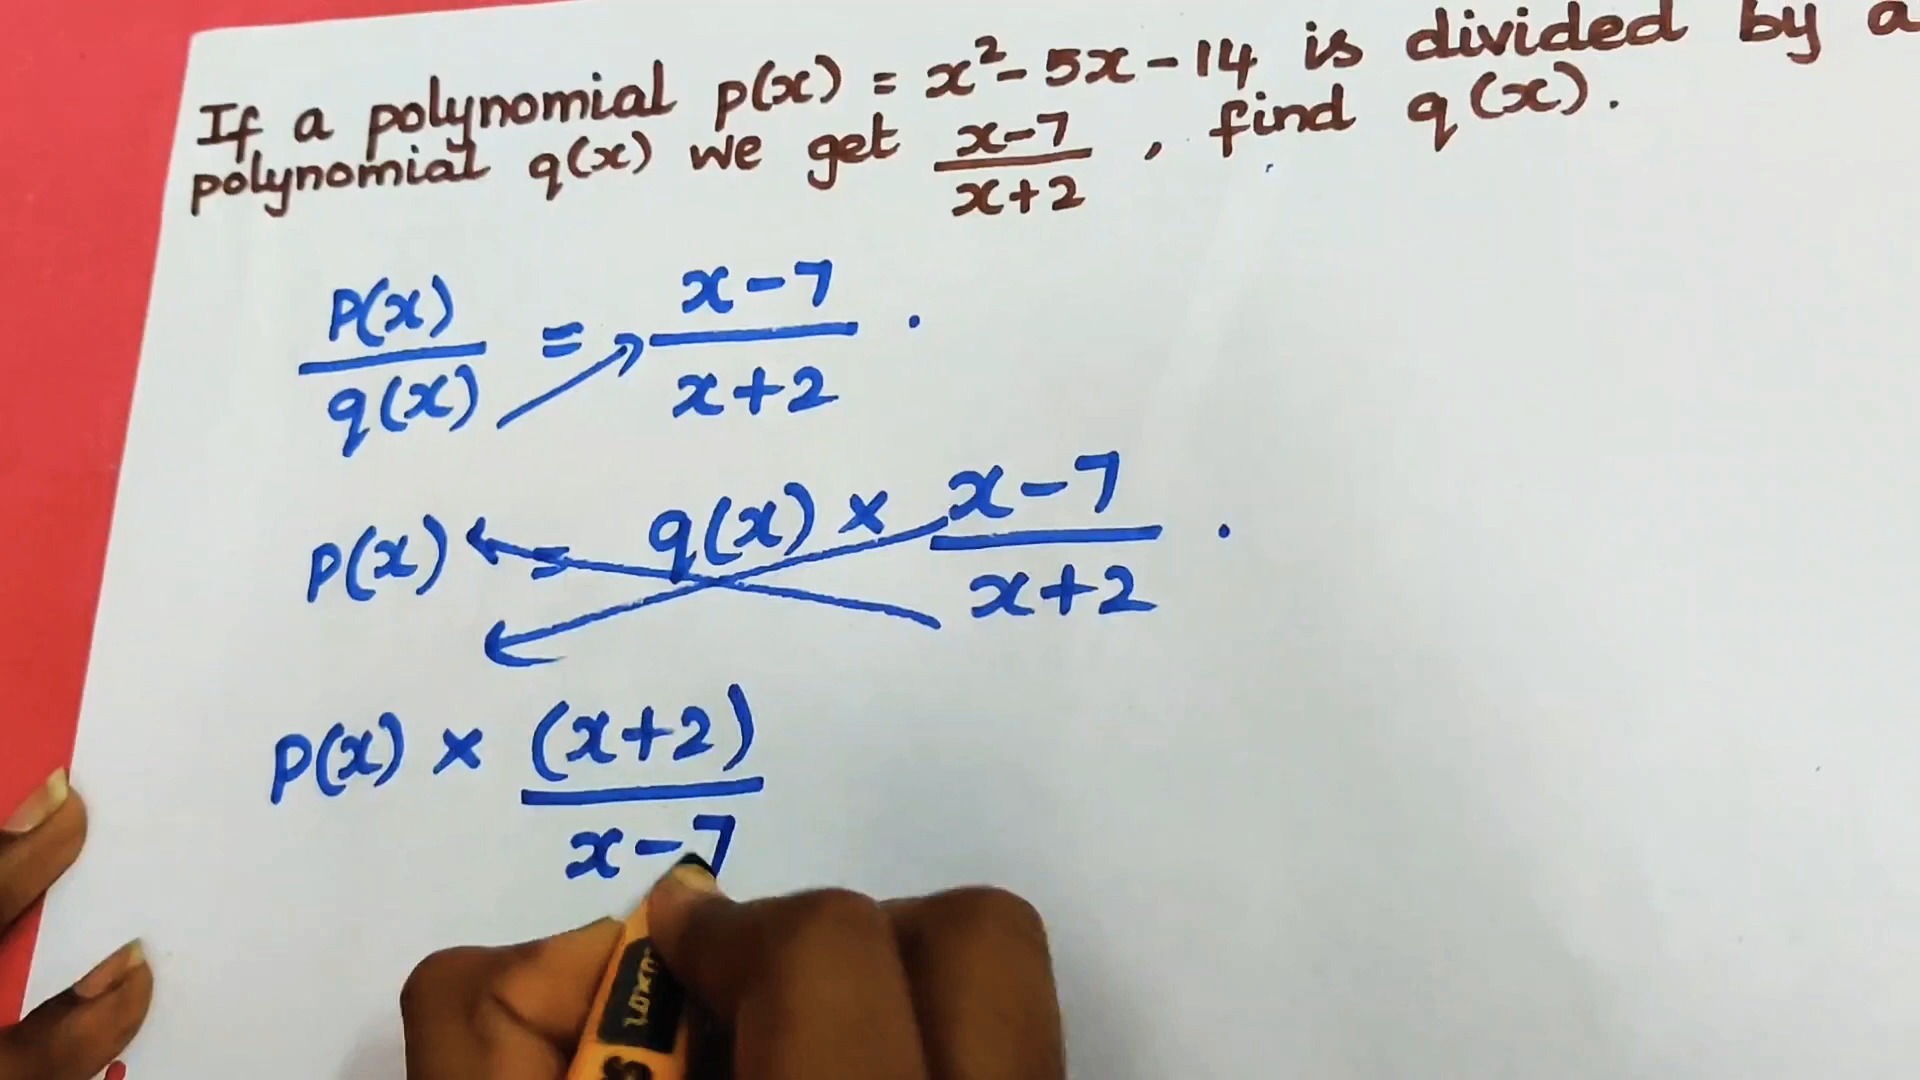 If a polynomial p(x) = x² - 5x - 14 is divided by a
polynomial q(x) we get x-7/x+2 , find q(x).
P(x)/q(x) = x-7/x+2 .
P(x) = q(x) × x-7/x+2 .
P(x) × (x+2)/x-7
LUXOR